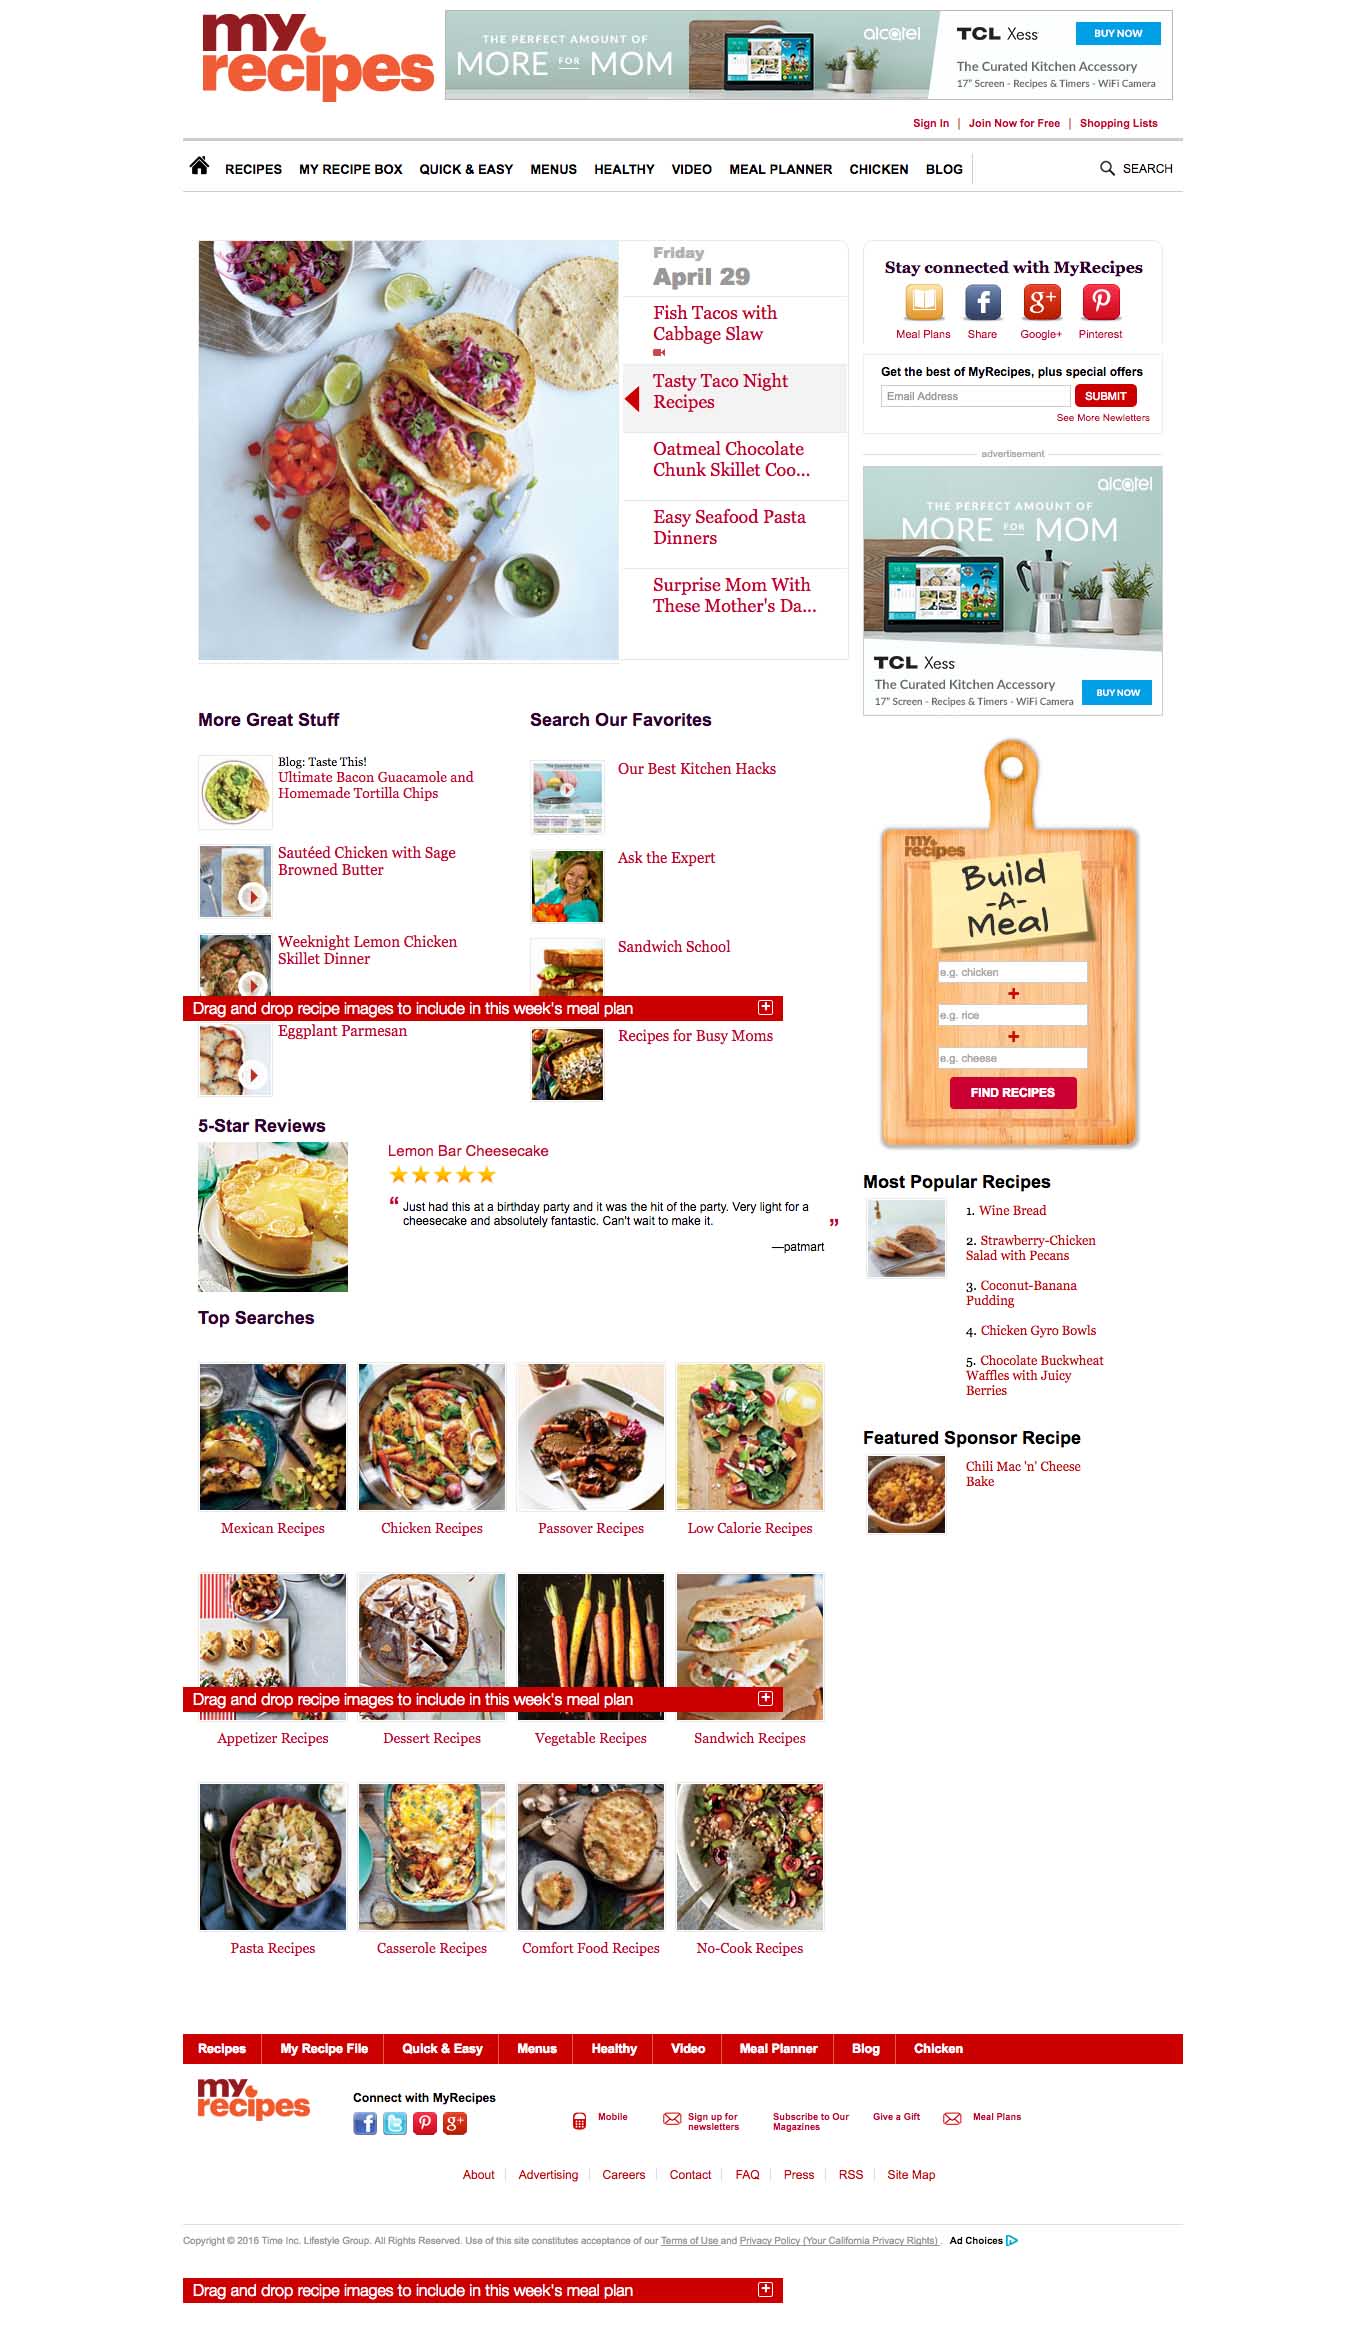 my
recipes
THE PERFECT AMOUNT OF
MORE FOR MOM
alcatel
TCL Xess
BUY NOW
The Curated Kitchen Accessory
17" Screen - Recipes & Timers - WiFi Camera
Sign In | Join Now for Free | Shopping Lists
RECIPES MY RECIPE BOX QUICK & EASY MENUS HEALTHY VIDEO MEAL PLANNER CHICKEN BLOG SEARCH
Friday
April 29
Fish Tacos with
Cabbage Slaw
Tasty Taco Night
Recipes
Oatmeal Chocolate
Chunk Skillet Coo...
Easy Seafood Pasta
Dinners
Surprise Mom With
These Mother's Da...
Stay connected with MyRecipes
Meal Plans Share Google+ Pinterest
Get the best of MyRecipes, plus special offers
Email Address SUBMIT
See More Newletters
advertisement
alcatel
THE PERFECT AMOUNT OF
MORE FOR MOM
TCL Xess
The Curated Kitchen Accessory
17" Screen - Recipes & Timers - WiFi Camera
BUY NOW
More Great Stuff
Blog: Taste This!
Ultimate Bacon Guacamole and
Homemade Tortilla Chips
Sautéed Chicken with Sage
Browned Butter
Weeknight Lemon Chicken
Skillet Dinner
Search Our Favorites
Our Best Kitchen Hacks
Ask the Expert
Sandwich School
Drag and drop recipe images to include in this week's meal plan
Eggplant Parmesan
Recipes for Busy Moms
my
recipes
Build
-A-
Meal
e.g. chicken
+
e.g. rice
+
e.g. cheese
FIND RECIPES
5-Star Reviews
Lemon Bar Cheesecake
“ Just had this at a birthday party and it was the hit of the party. Very light for a
cheesecake and absolutely fantastic. Can't wait to make it. ”
—patmart
Most Popular Recipes
1. Wine Bread
2. Strawberry-Chicken
Salad with Pecans
3. Coconut-Banana
Pudding
4. Chicken Gyro Bowls
5. Chocolate Buckwheat
Waffles with Juicy
Berries
Featured Sponsor Recipe
Chili Mac 'n' Cheese
Bake
Top Searches
Mexican Recipes Chicken Recipes Passover Recipes Low Calorie Recipes
Drag and drop recipe images to include in this week's meal plan
Appetizer Recipes Dessert Recipes Vegetable Recipes Sandwich Recipes
Pasta Recipes Casserole Recipes Comfort Food Recipes No-Cook Recipes
Recipes My Recipe File Quick & Easy Menus Healthy Video Meal Planner Blog Chicken
my
recipes
Connect with MyRecipes
Mobile
Sign up for
newsletters
Subscribe to Our
Magazines
Give a Gift
Meal Plans
About Advertising Careers Contact FAQ Press RSS Site Map
Copyright © 2016 Time Inc. Lifestyle Group. All Rights Reserved. Use of this site constitutes acceptance of our Terms of Use and Privacy Policy (Your California Privacy Rights) . Ad Choices
Drag and drop recipe images to include in this week's meal plan